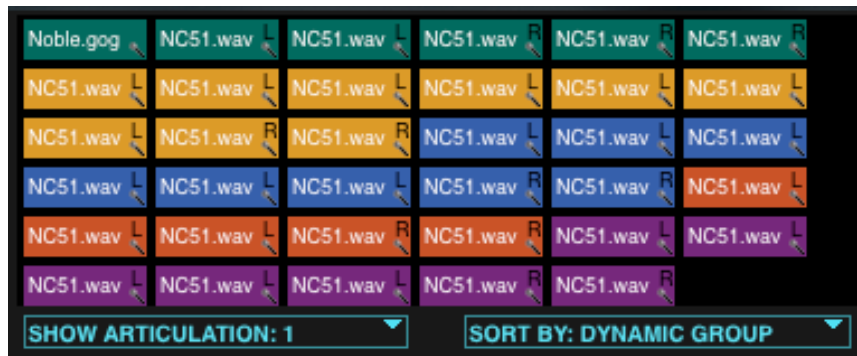 Noble.gog NC51.wav L NC51.wav L NC51.wav R NC51.wav R NC51.wav R
NC51.wav L NC51.wav L NC51.wav L NC51.wav L NC51.wav L NC51.wav L
NC51.wav L NC51.wav R NC51.wav R NC51.wav L NC51.wav L NC51.wav L
NC51.wav L NC51.wav L NC51.wav L NC51.wav R NC51.wav R NC51.wav L
NC51.wav L NC51.wav L NC51.wav R NC51.wav R NC51.wav L NC51.wav L
NC51.wav L NC51.wav L NC51.wav L NC51.wav R NC51.wav R
SHOW ARTICULATION: 1 SORT BY: DYNAMIC GROUP